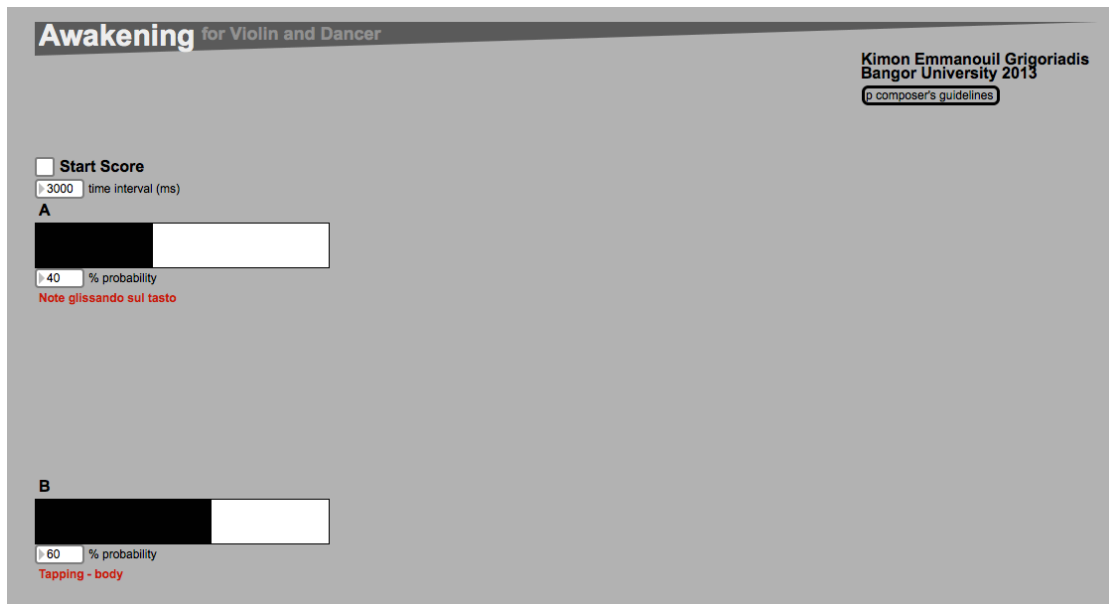 Awakening for Violin and Dancer
Kimon Emmanouil Grigoriadis
Bangor University 2013
p composer's guidelines
Start Score
3000 time interval (ms)
A
40 % probability
Note glissando sul tasto
B
60 % probability
Tapping - body